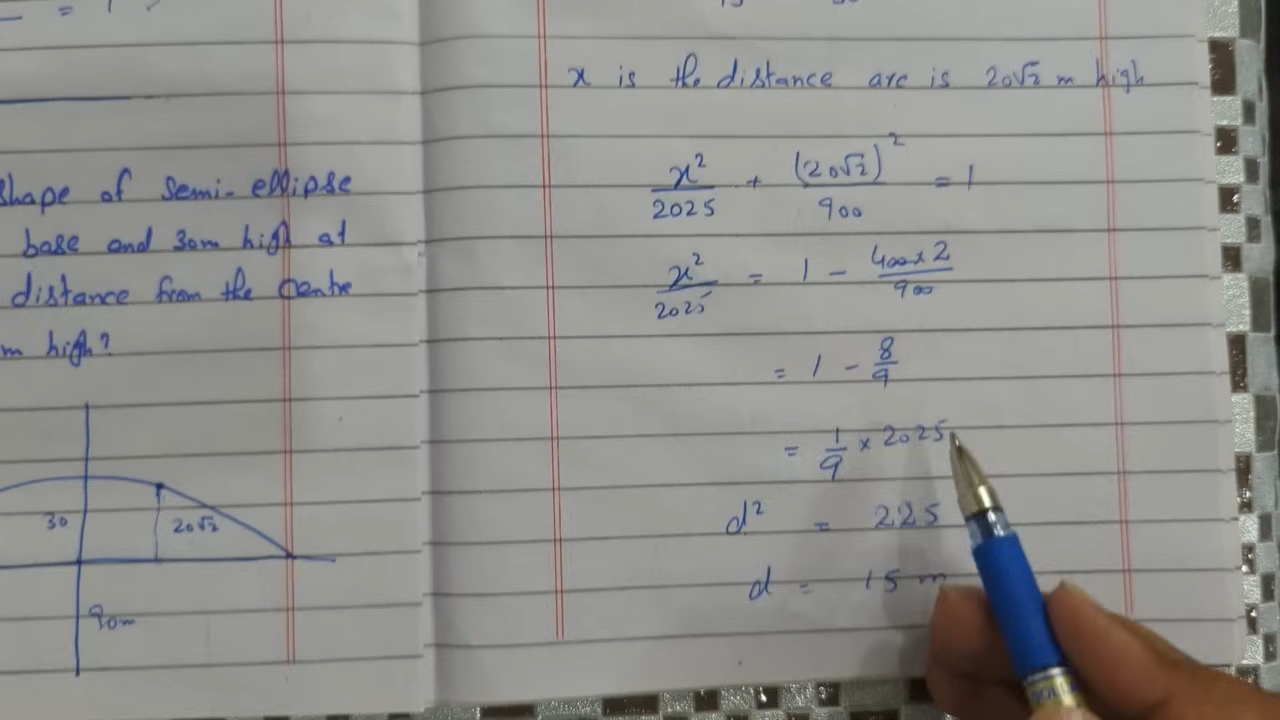 = 1
shape of semi-ellipse
base and 30m high at
distance from the centre
m high?
30
20√2
90m
x is the distance arc is 20√2 m high
x²/2025 + (20√2)²/900 = 1
x²/2025 = 1 - 400x2/900
= 1 - 8/9
= 1/9 × 2025
d² = 225
d = 15 m